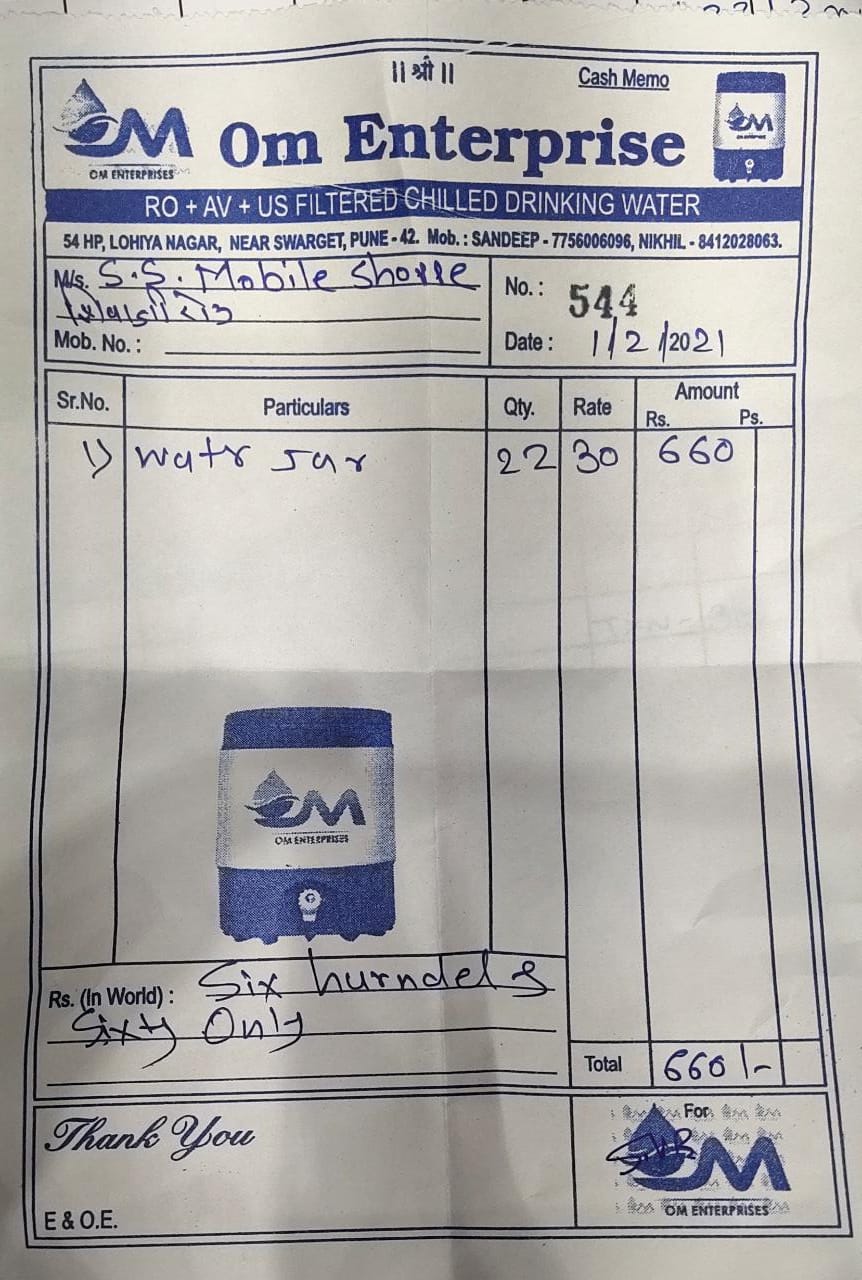 || श्री ||
Cash Memo
OM
OM ENTERPRISES
Om Enterprise
OM
RO + AV + US FILTERED CHILLED DRINKING WATER
54 HP, LOHIYA NAGAR, NEAR SWARGET, PUNE - 42. Mob. : SANDEEP - 7756006096, NIKHIL - 8412028063.
M/s. S.S. Mobile Shoppe
No. : 544
Mob. No. :
Date : 1/2/2021
Sr.No. Particulars Qty. Rate Amount
Rs. Ps.
1) Watr Jar 22 30 660
OM
OM ENTERPRISES
Rs. (In World) : Six hurndel &
Sixty Only
Total 660/-
Thank You
For
OM
OM ENTERPRISES
E & O.E.